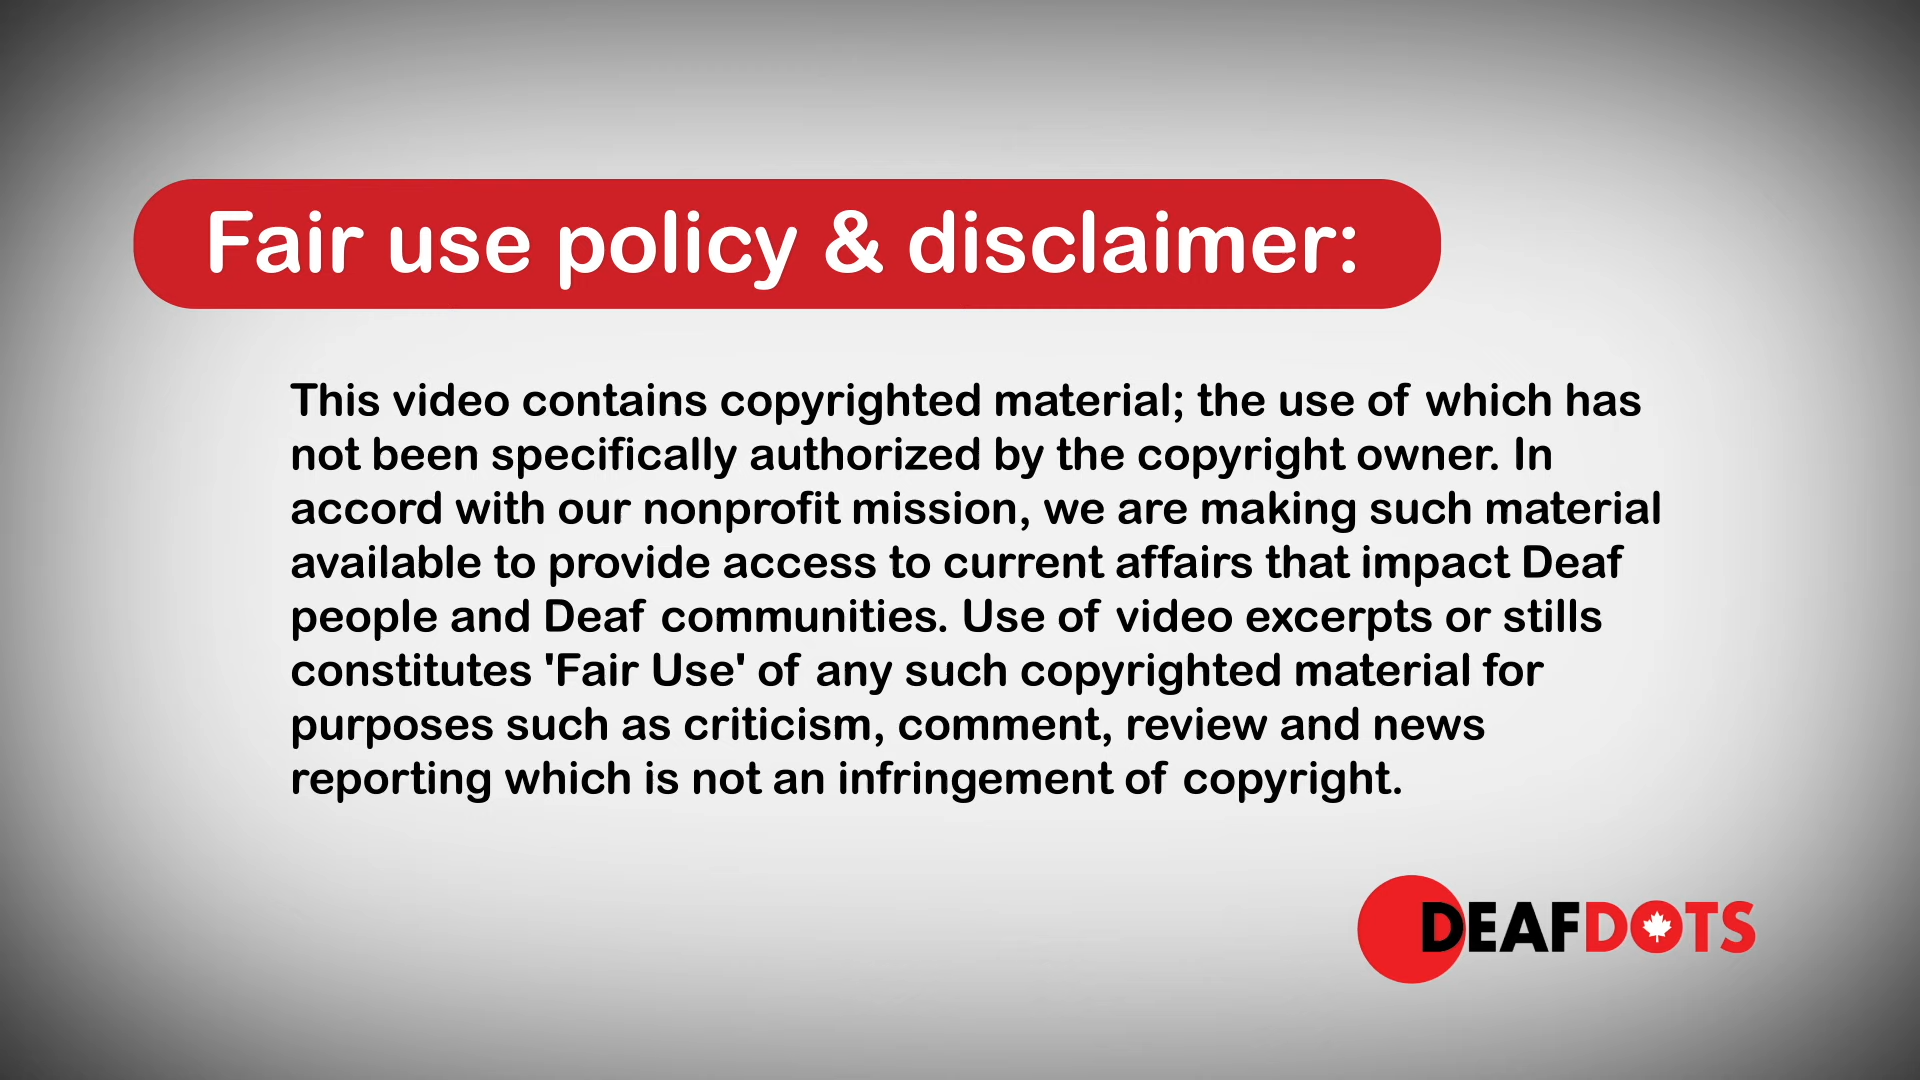 Fair use policy & disclaimer:
This video contains copyrighted material; the use of which has
not been specifically authorized by the copyright owner. In
accord with our nonprofit mission, we are making such material
available to provide access to current affairs that impact Deaf
people and Deaf communities. Use of video excerpts or stills
constitutes 'Fair Use' of any such copyrighted material for
purposes such as criticism, comment, review and news
reporting which is not an infringement of copyright.
DEAFDOTS